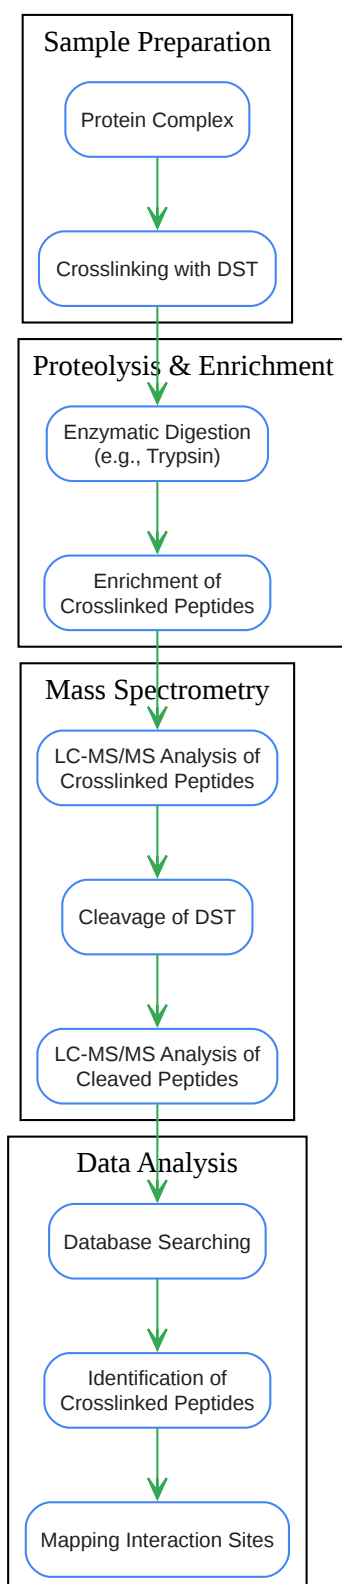 Sample Preparation
Protein Complex
Crosslinking with DST
Proteolysis & Enrichment
Enzymatic Digestion
(e.g., Trypsin)
Enrichment of
Crosslinked Peptides
Mass Spectrometry
LC-MS/MS Analysis of
Crosslinked Peptides
Cleavage of DST
LC-MS/MS Analysis of
Cleaved Peptides
Data Analysis
Database Searching
Identification of
Crosslinked Peptides
Mapping Interaction Sites